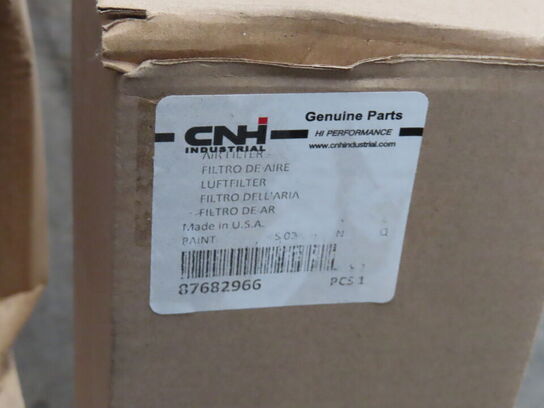 CNH
INDUSTRIAL
Genuine Parts
HI PERFORMANCE
www.cnhindustrial.com
AIR FILTER -
FILTRO DE AIRE
LUFTFILTER
FILTRO DELL'ARIA
FILTRO DE AR
Made in U.S.A.
PAINT
87682966 PCS 1